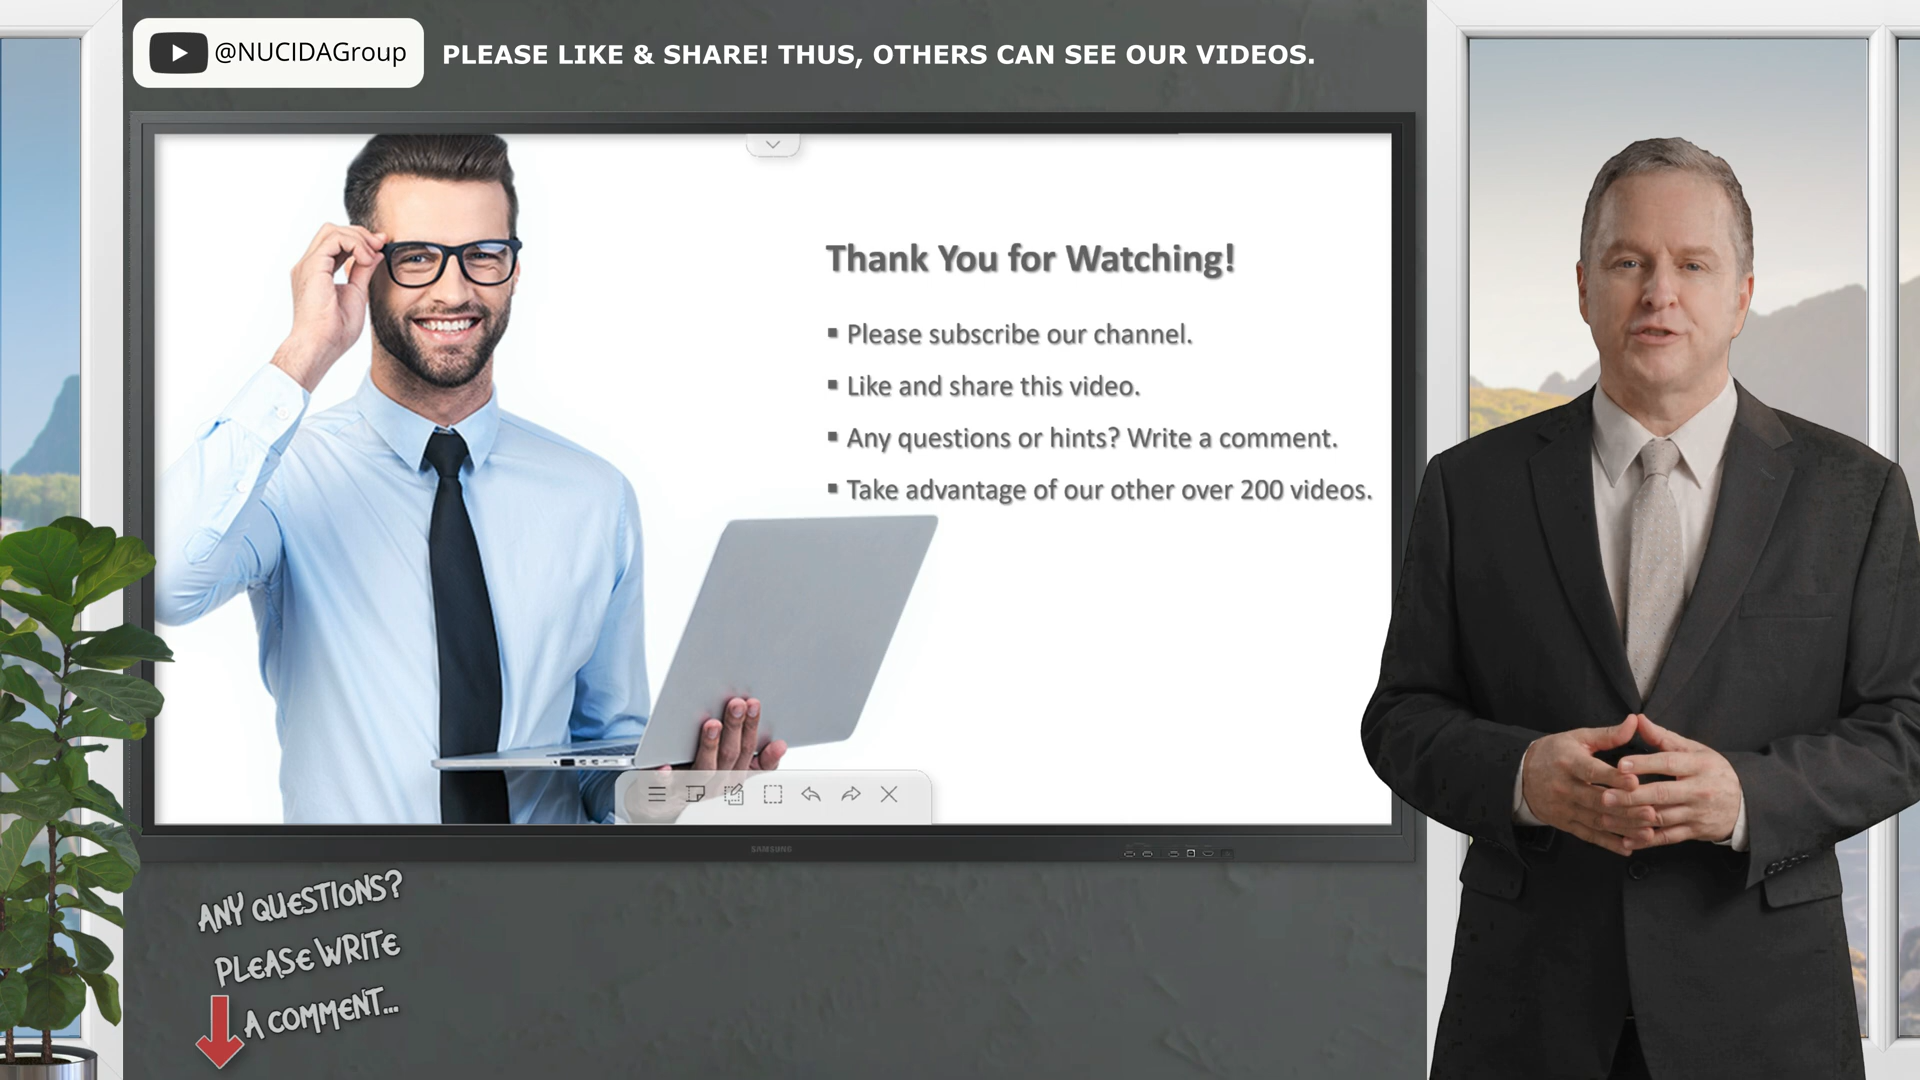 @NUCIDAGroup
PLEASE LIKE & SHARE! THUS, OTHERS CAN SEE OUR VIDEOS.
Thank You for Watching!
▪ Please subscribe our channel.
▪ Like and share this video.
▪ Any questions or hints? Write a comment.
▪ Take advantage of our other over 200 videos.
SAMSUNG
ANY QUESTIONS?
PLEASE WRITE
A COMMENT...